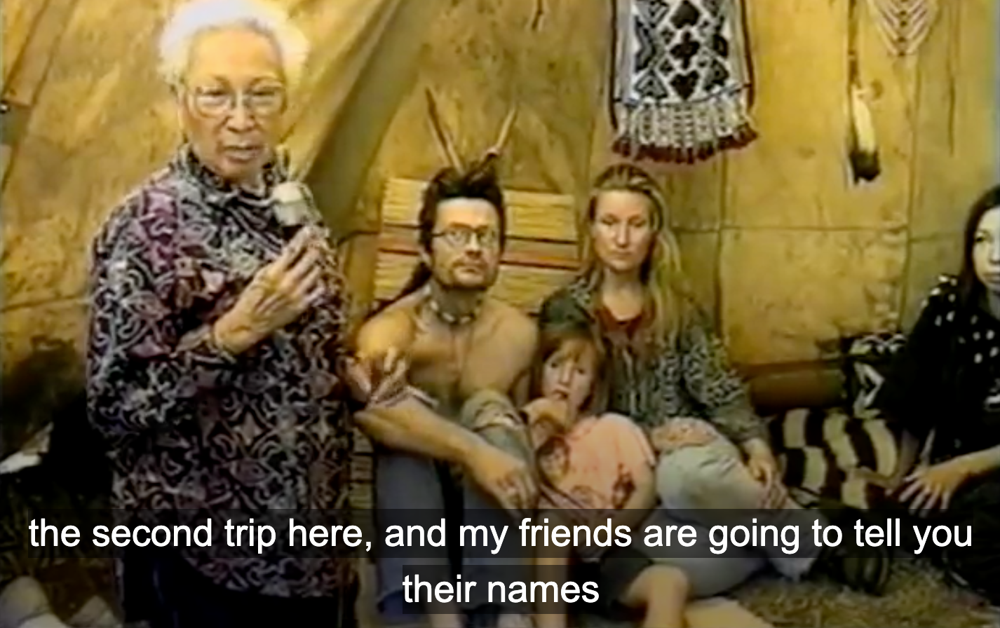 the second trip here, and my friends are going to tell you
their names